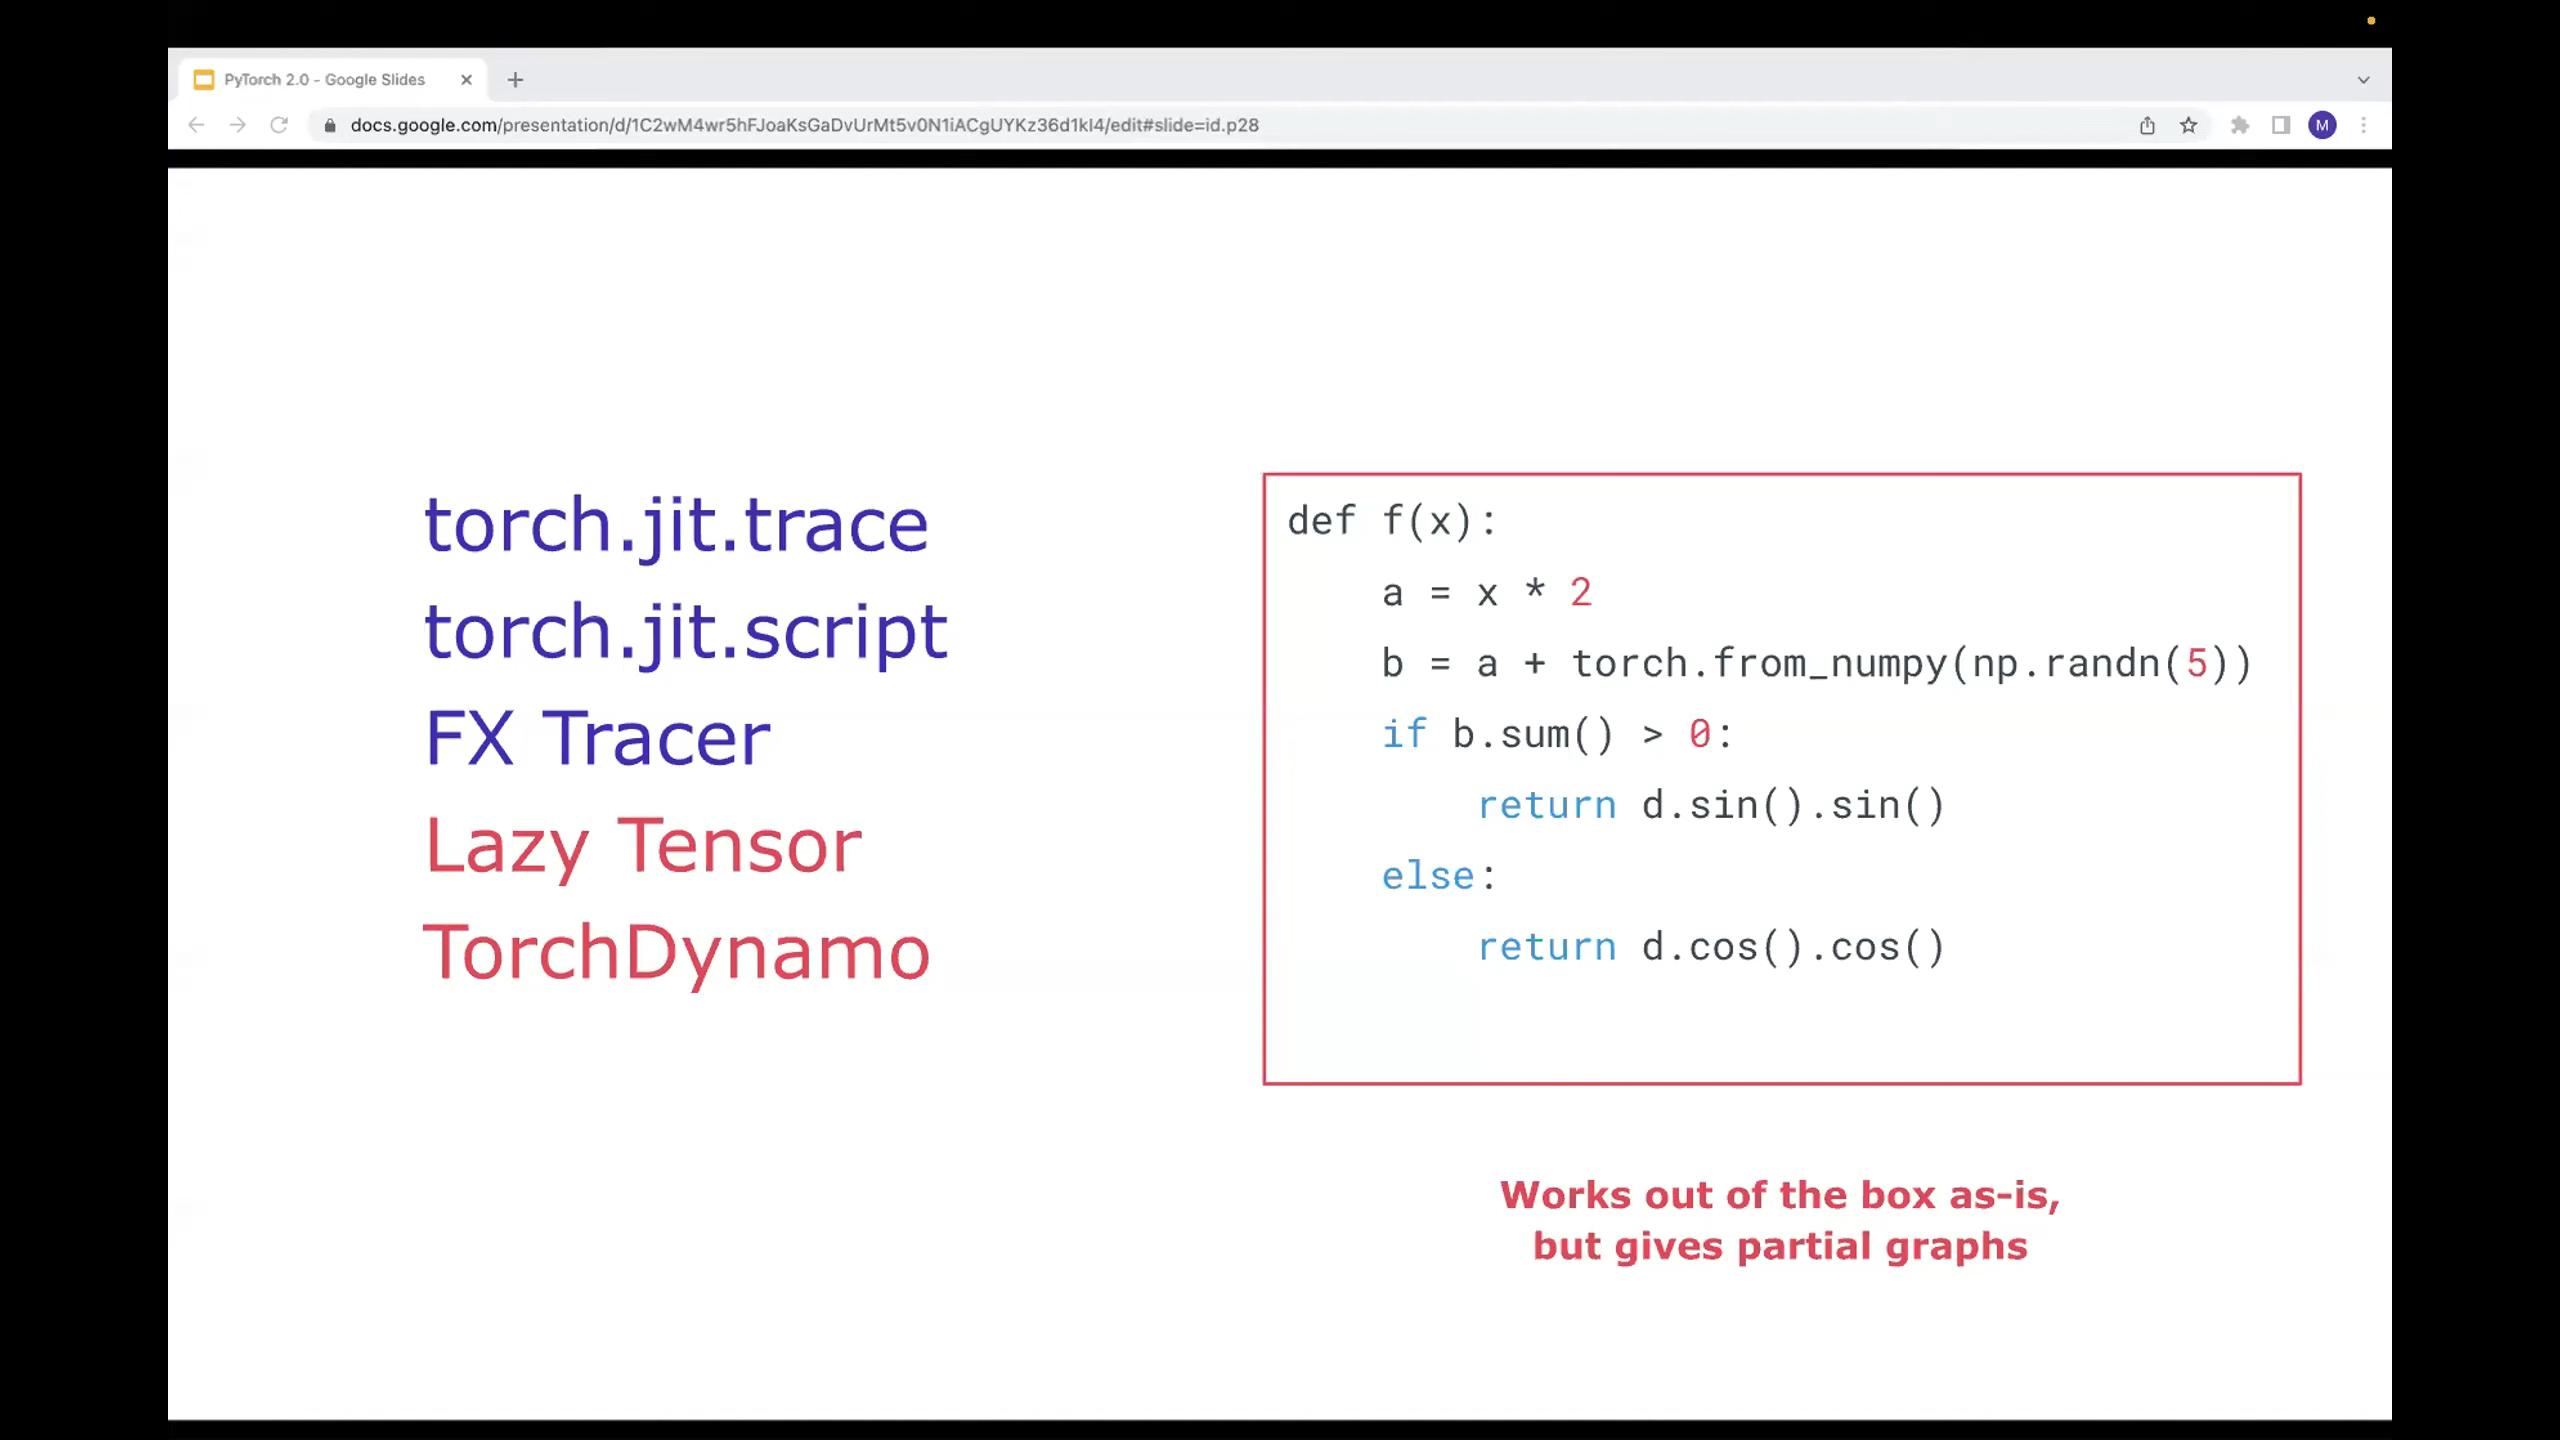 PyTorch 2.0 - Google Slides
docs.google.com/presentation/d/1C2wM4wr5hFJoaKsGaDvUrMt5v0N1iACgUYKz36d1kI4/edit#slide=id.p28
M
torch.jit.trace
torch.jit.script
FX Tracer
Lazy Tensor
TorchDynamo
def f(x):
a = x * 2
b = a + torch.from_numpy(np.randn(5))
if b.sum() > 0:
return d.sin().sin()
else:
return d.cos().cos()
Works out of the box as-is,
but gives partial graphs